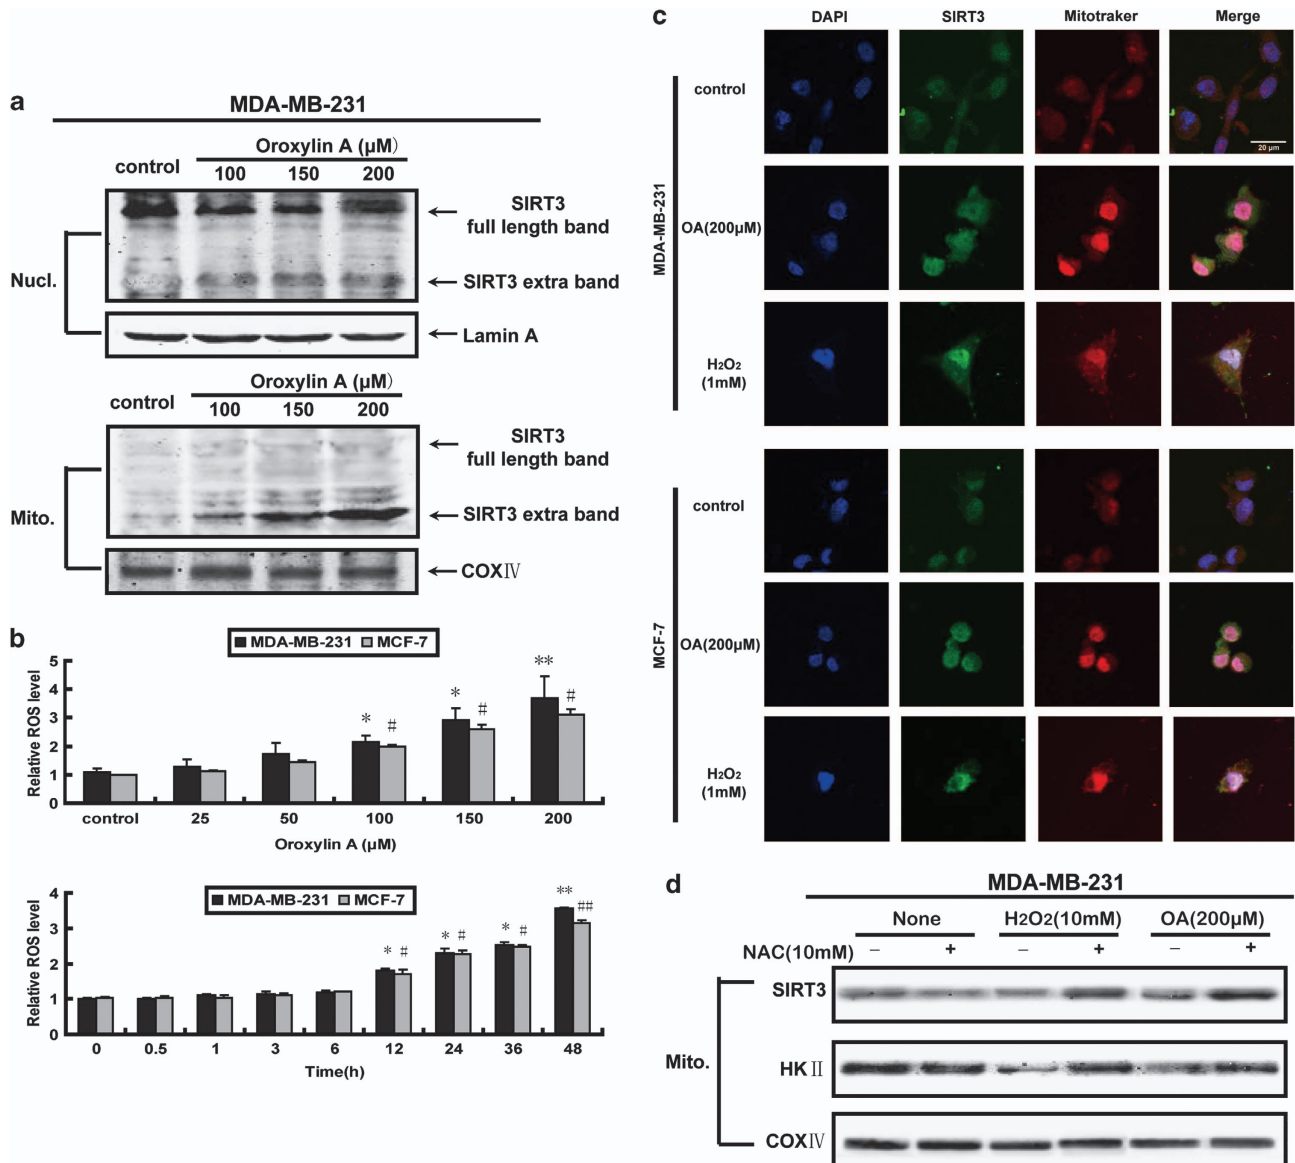 a
MDA-MB-231
Oroxylin A (μM)
control 100 150 200
SIRT3
full length band
Nucl.
SIRT3 extra band
Lamin A
Oroxylin A (μM)
control 100 150 200
SIRT3
full length band
Mito.
SIRT3 extra band
COXⅣ
b
MDA-MB-231 MCF-7
Relative ROS level
5
4
3
2
1
0
* # * # ** #
control 25 50 100 150 200
Oroxylin A (μM)
MDA-MB-231 MCF-7
Relative ROS level
4
3
2
1
0
* # * # * # ** ##
0 0.5 1 3 6 12 24 36 48
Time(h)
c
DAPI SIRT3 Mitotraker Merge
MDA-MB-231
control
20 μm
OA(200μM)
H2O2
(1mM)
MCF-7
control
OA(200μM)
H2O2
(1mM)
d
MDA-MB-231
None H2O2(10mM) OA(200μM)
NAC(10mM) − + − + − +
SIRT3
Mito.
HKⅡ
COXⅣ